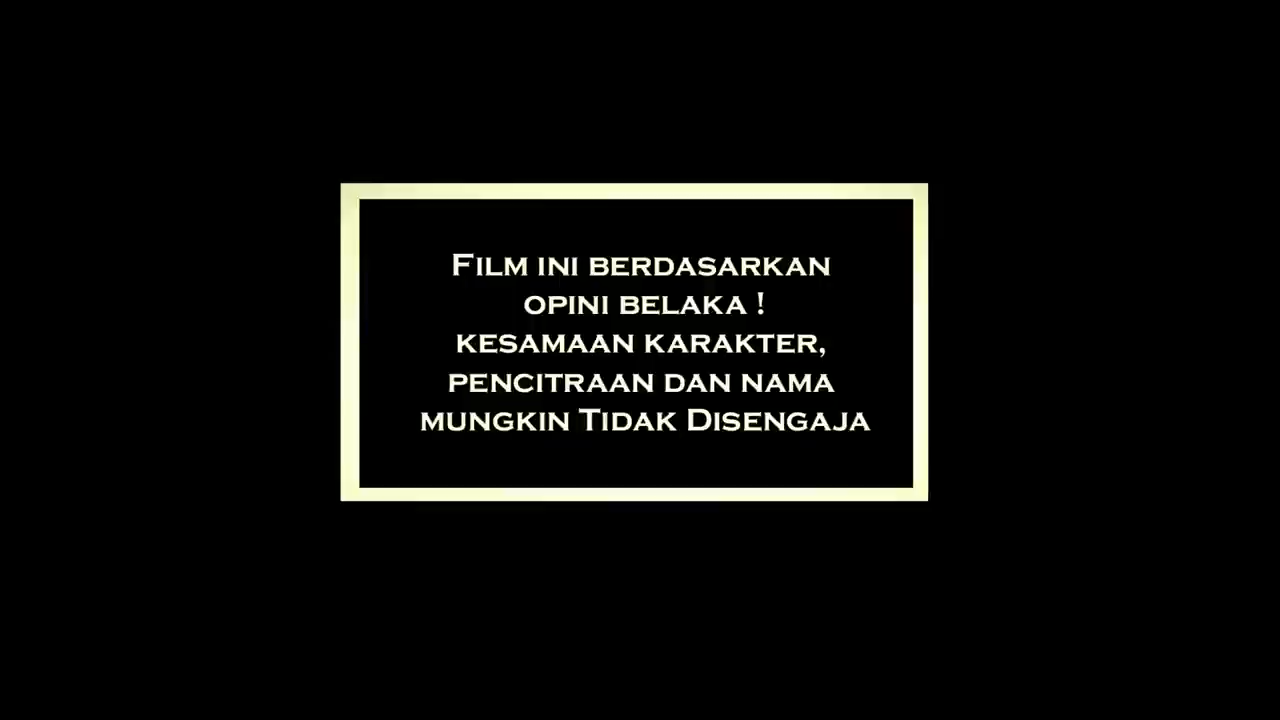 Film ini berdasarkan
opini belaka !
kesamaan karakter,
pencitraan dan nama
mungkin Tidak Disengaja